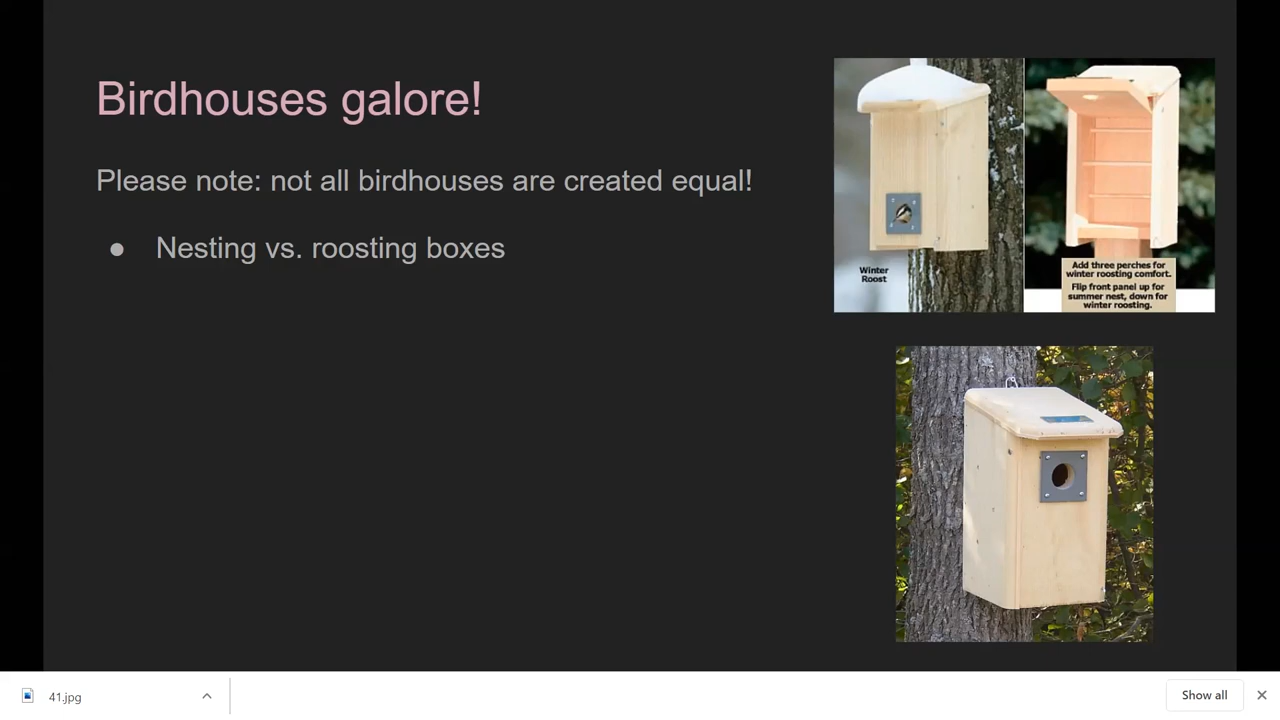 Birdhouses galore!
Please note: not all birdhouses are created equal!
● Nesting vs. roosting boxes
Winter
Roost
Add three perches for
winter roosting comfort.
Flip front panel up for
summer nest, down for
winter roosting.
41.jpg
Show all